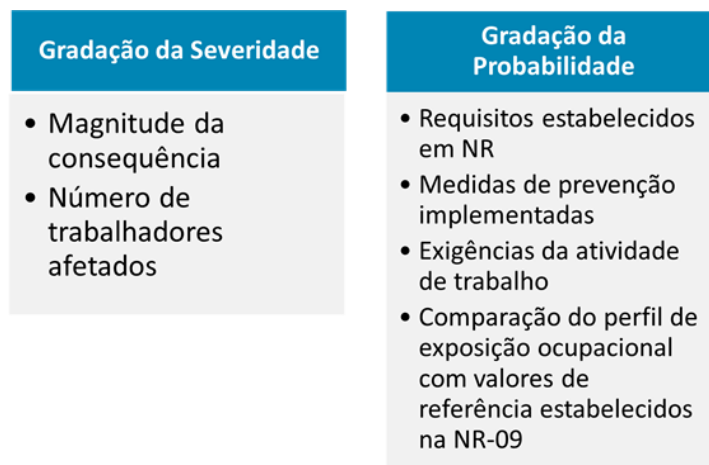 Gradação da Severidade
• Magnitude da
consequência
• Número de
trabalhadores
afetados
Gradação da
Probabilidade
• Requisitos estabelecidos
em NR
• Medidas de prevenção
implementadas
• Exigências da atividade
de trabalho
• Comparação do perfil de
exposição ocupacional
com valores de
referência estabelecidos
na NR-09